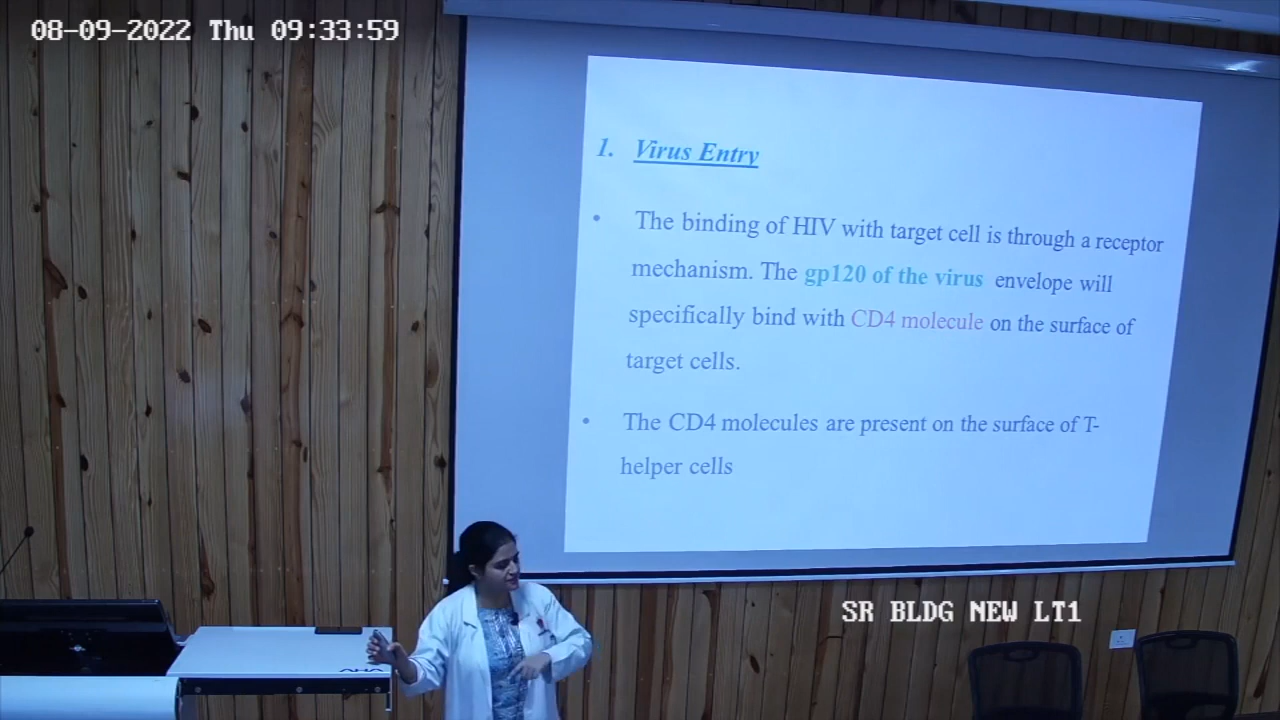 08-09-2022 Thu 09:33:59
1. Virus Entry
• The binding of HIV with target cell is through a receptor
mechanism. The gp120 of the virus envelope will
specifically bind with CD4 molecule on the surface of
target cells.
• The CD4 molecules are present on the surface of T-
helper cells
SR BLDG NEW LT1
AHA